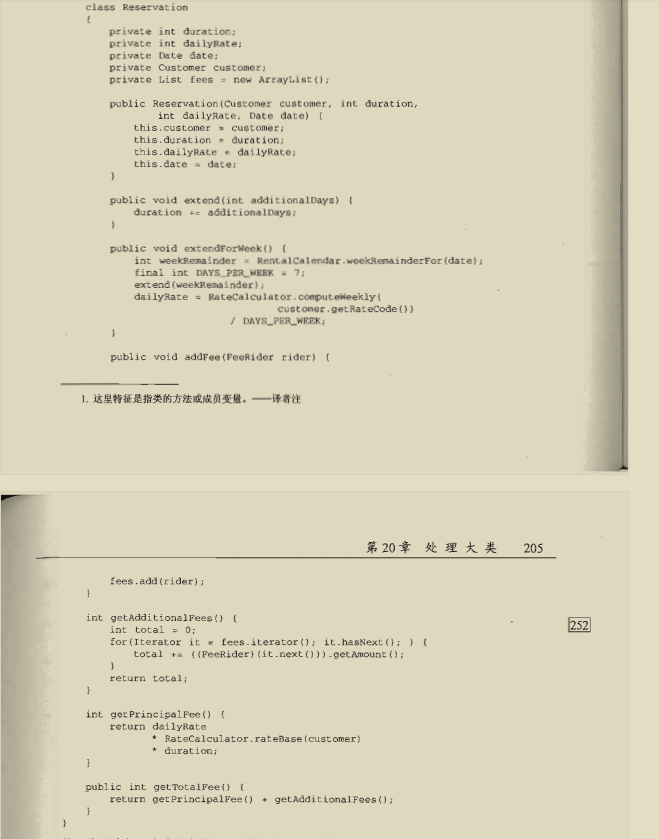 class Reservation
{
private int duration;
private int dailyRate;
private Date date;
private Customer customer;
private List fees = new ArrayList();
public Reservation(Customer customer, int duration,
int dailyRate, Date date) {
this.customer = customer;
this.duration = duration;
this.dailyRate = dailyRate;
this.date = date;
}
public void extend(int additionalDays) {
duration += additionalDays;
}
public void extendForWeek() {
int weekRemainder = RentalCalendar.weekRemainderFor(date);
final int DAYS_PER_WEEK = 7;
extend(weekRemainder);
dailyRate = RateCalculator.computeWeekly(
customer.getRateCode())
/ DAYS_PER_WEEK;
}
public void addFee(FeeRider rider) {
1. 这里特征是指类的方法或成员变量。——译者注
第20章 处理大类 205
fees.add(rider);
}
int getAdditionalFees() {
int total = 0;
for(Iterator it = fees.iterator(); it.hasNext(); ) {
total += ((FeeRider)(it.next())).getAmount();
}
return total;
}
252
int getPrincipalFee() {
return dailyRate
* RateCalculator.rateBase(customer)
* duration;
}
public int getTotalFee() {
return getPrincipalFee() + getAdditionalFees();
}
}